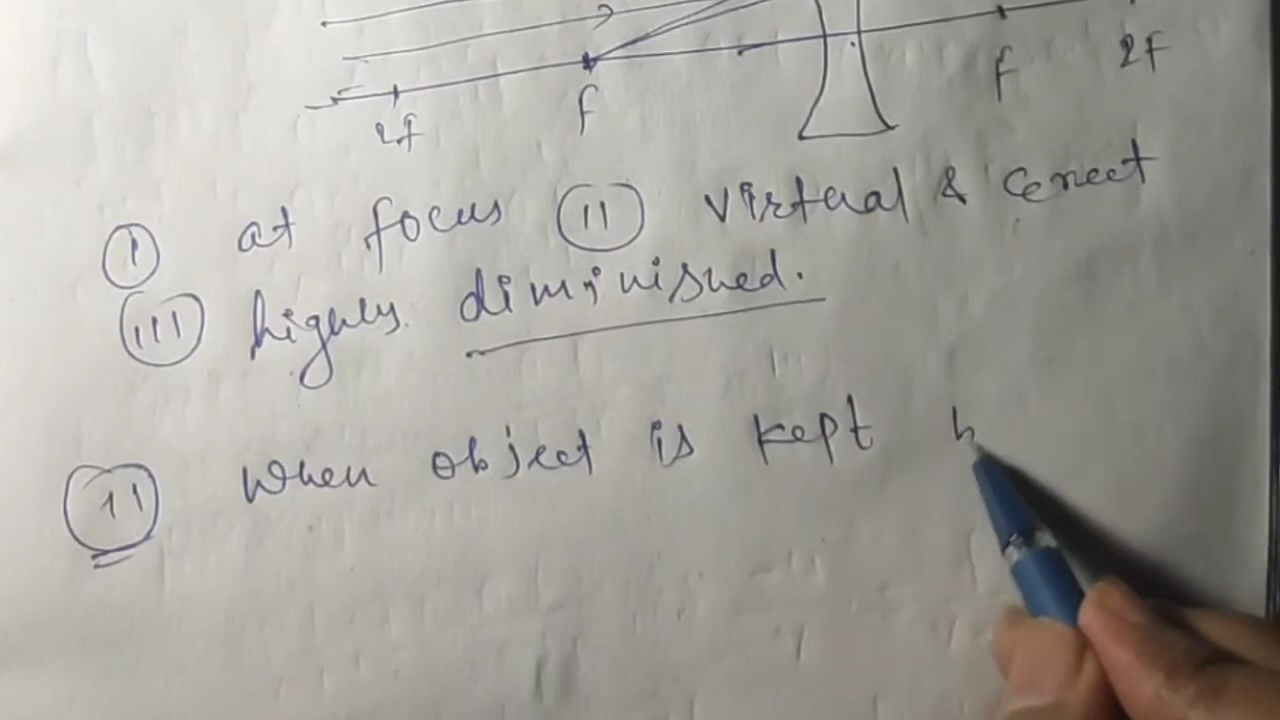 2f f f 2f
I at focus II virtual & erect
III highly diminished.
II When object is kept